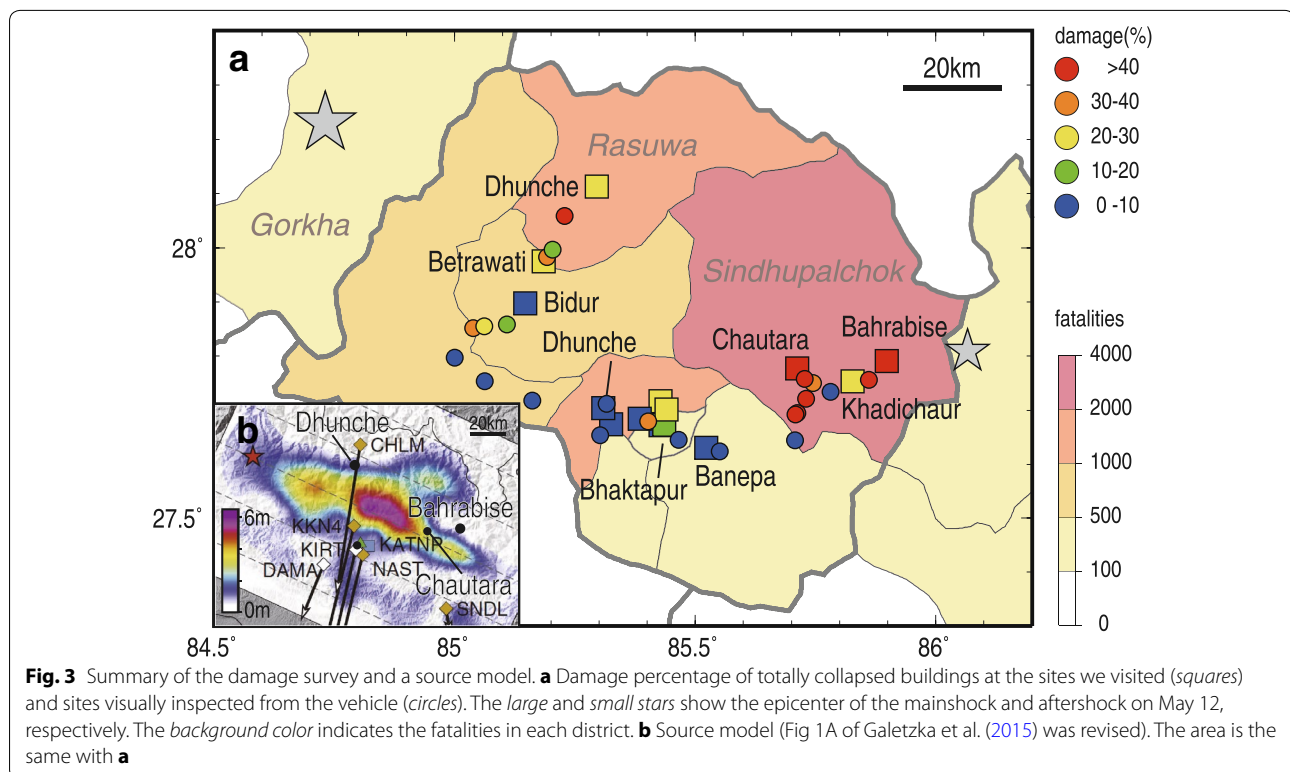 a
20km
damage(%)
>40
30-40
20-30
10-20
0 -10
Rasuwa
Dhunche
Gorkha
28˚
Betrawati
Sindhupalchok
Bidur
Dhunche
Chautara
Bahrabise
fatalities
4000
2000
1000
500
100
0
Khadichaur
Banepa
Bhaktapur
27.5˚
b
Dhunche
20km
CHLM
6m
Bahrabise
KKN4
KIRT
KATNP
DAMA
NAST
Chautara
0m
SNDL
84.5˚
85˚
85.5˚
86˚
Fig. 3 Summary of the damage survey and a source model. a Damage percentage of totally collapsed buildings at the sites we visited (squares)
and sites visually inspected from the vehicle (circles). The large and small stars show the epicenter of the mainshock and aftershock on May 12,
respectively. The background color indicates the fatalities in each district. b Source model (Fig 1A of Galetzka et al. (2015) was revised). The area is the
same with a